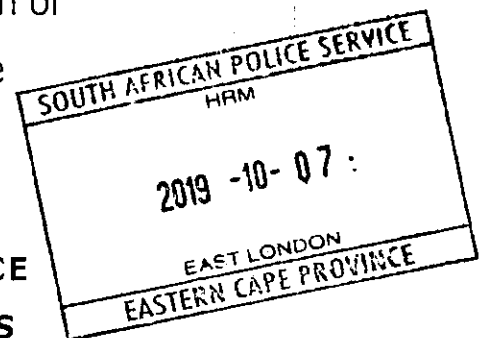 SOUTH AFRICAN POLICE SERVICE
HRM
2019 -10- 07 :
EAST LONDON
EASTERN CAPE PROVINCE